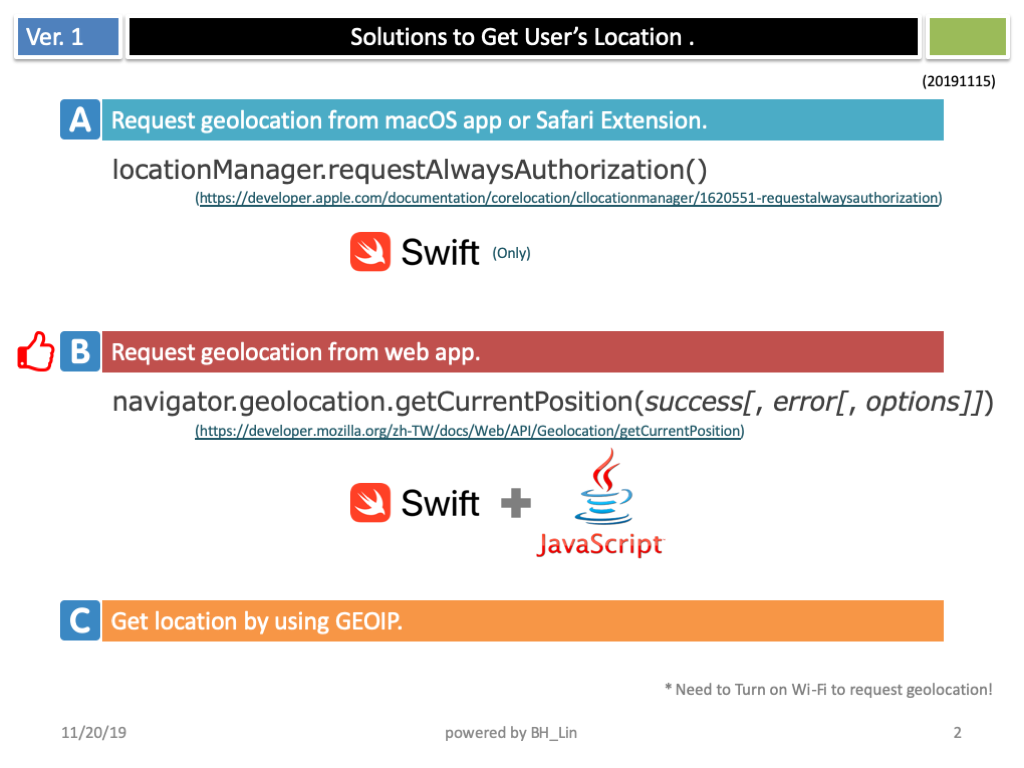 Ver. 1
Solutions to Get User’s Location .
(20191115)
A Request geolocation from macOS app or Safari Extension.
locationManager.requestAlwaysAuthorization()
(https://developer.apple.com/documentation/corelocation/cllocationmanager/1620551-requestalwaysauthorization)
Swift (Only)
B Request geolocation from web app.
navigator.geolocation.getCurrentPosition(success[, error[, options]])
(https://developer.mozilla.org/zh-TW/docs/Web/API/Geolocation/getCurrentPosition)
Swift
JavaScript
C Get location by using GEOIP.
* Need to Turn on Wi-Fi to request geolocation!
11/20/19 powered by BH_Lin 2